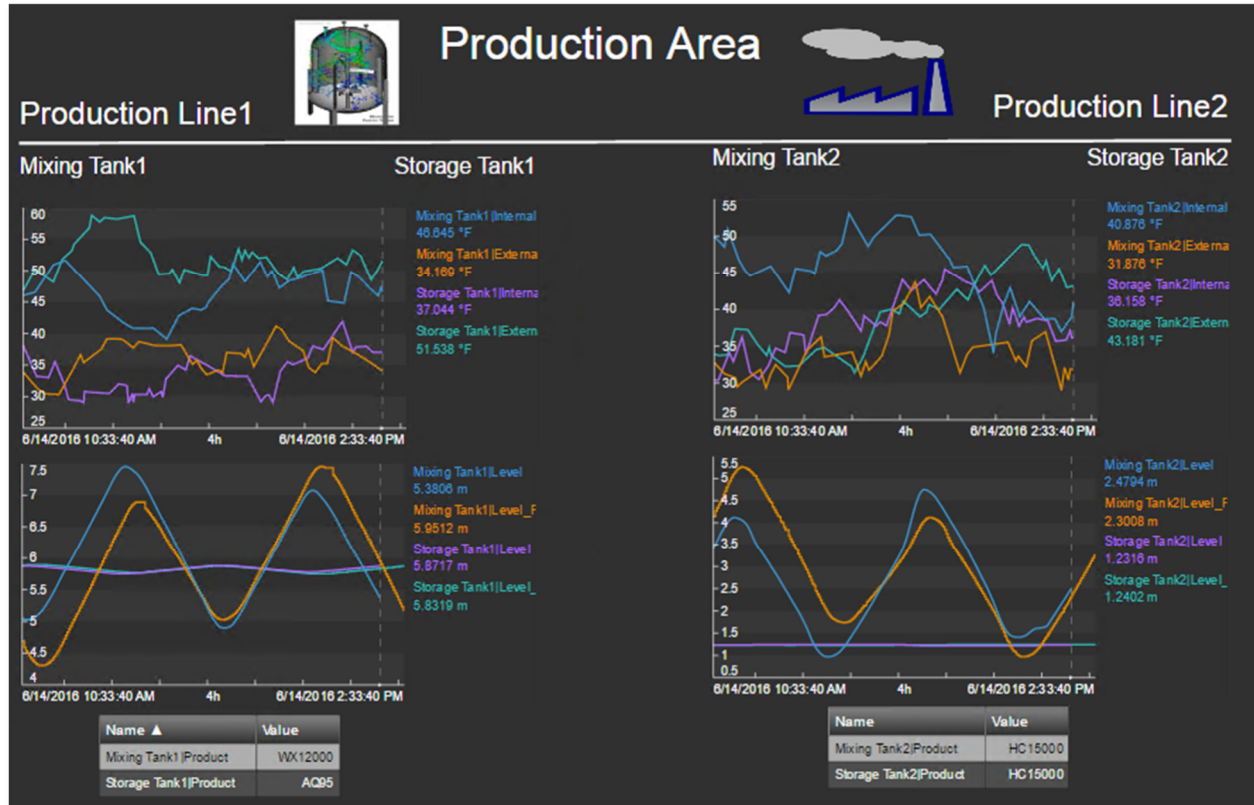 Production Area
Production Line1
Production Line2
Mixing Tank1
Storage Tank1
60
55
50
45
40
35
30
25
6/14/2016 10:33:40 AM
4h
6/14/2016 2:33:40 PM
Mixing Tank1|Internal
46.645 °F
Mixing Tank1|Externa
34.169 °F
Storage Tank1|Interna
37.044 °F
Storage Tank1|Extern
51.538 °F
7.5
7
6.5
6
5.5
5
4.5
4
6/14/2016 10:33:40 AM
4h
6/14/2016 2:33:40 PM
Mixing Tank1|Level
5.3806 m
Mixing Tank1|Level_F
5.9512 m
Storage Tank1|Level
5.8717 m
Storage Tank1|Level_
5.8319 m
Name ▲ Value
Mixing Tank1|Product WX12000
Storage Tank1|Product AQ95
Mixing Tank2
Storage Tank2
55
50
45
40
35
30
25
6/14/2016 10:33:40 AM
4h
6/14/2016 2:33:40 PM
Mixing Tank2|Internal
40.876 °F
Mixing Tank2|Externa
31.876 °F
Storage Tank2|Interna
36.158 °F
Storage Tank2|Extern
43.181 °F
5.5
5
4.5
4
3.5
3
2.5
2
1.5
1
0.5
6/14/2016 10:33:40 AM
4h
6/14/2016 2:33:40 PM
Mixing Tank2|Level
2.4794 m
Mixing Tank2|Level_F
2.3008 m
Storage Tank2|Level
1.2316 m
Storage Tank2|Level_
1.2402 m
Name Value
Mixing Tank2|Product HC15000
Storage Tank2|Product HC15000